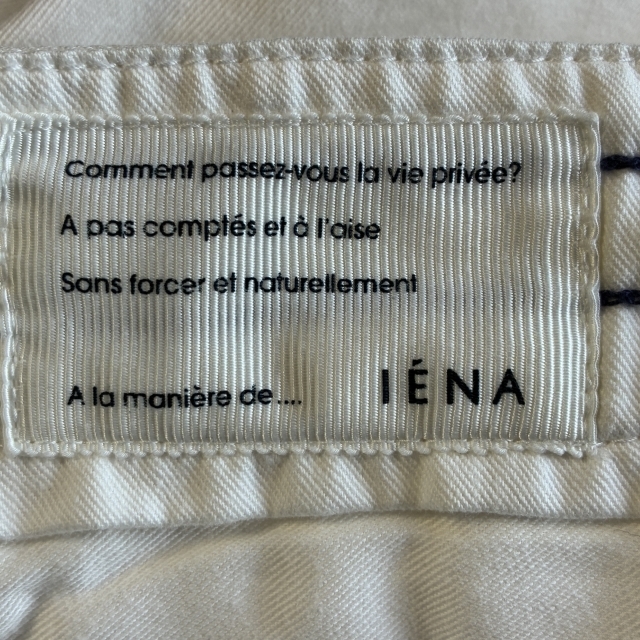 Comment passez-vous la vie privée?
A pas comptés et à l'aise
Sans forcer et naturellement
A la manière de.... IÉNA